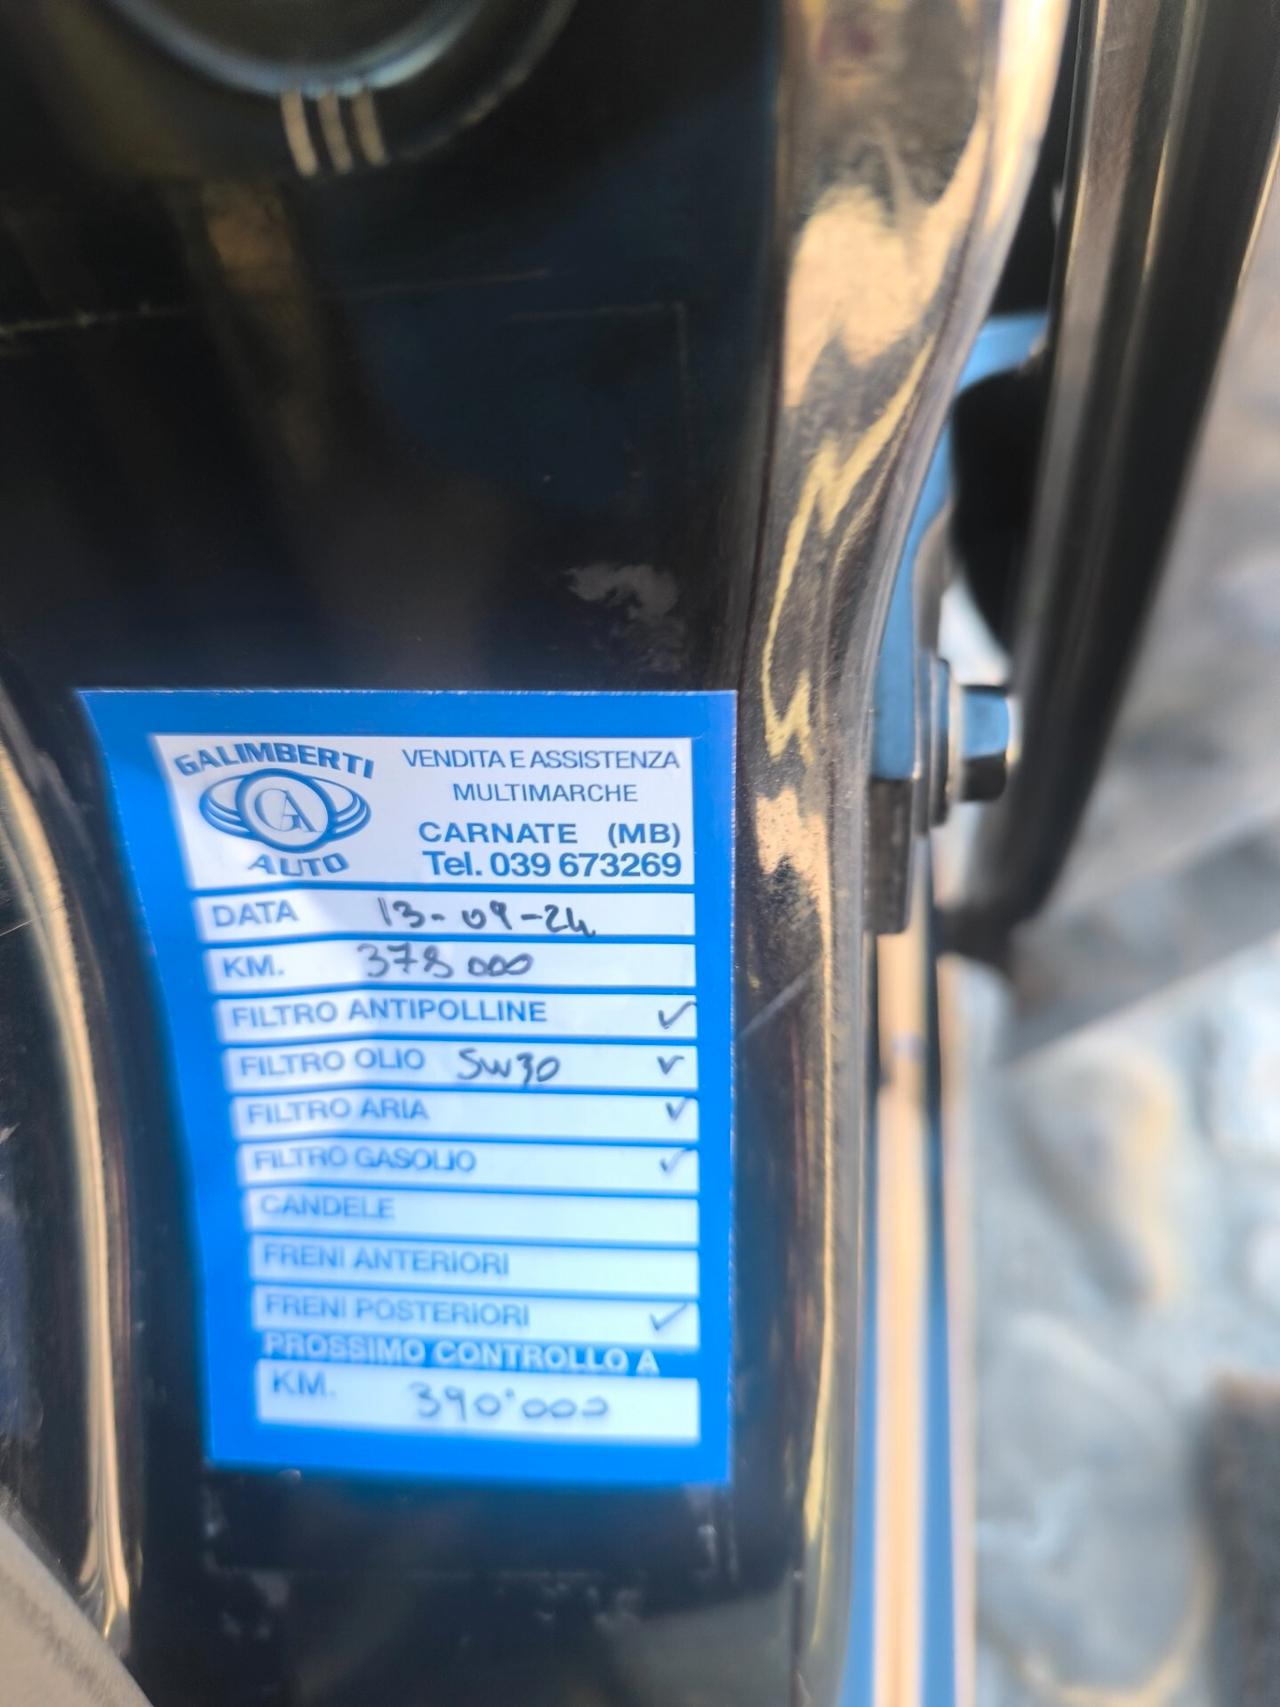 GALIMBERTI
GA
AUTO
VENDITA E ASSISTENZA
MULTIMARCHE
CARNATE (MB)
Tel. 039 673269
DATA 13-09-24
KM. 378000
FILTRO ANTIPOLLINE ✓
FILTRO OLIO 5W30 ✓
FILTRO ARIA ✓
FILTRO GASOLIO ✓
CANDELE
FRENI ANTERIORI
FRENI POSTERIORI ✓
PROSSIMO CONTROLLO A
KM. 390'000